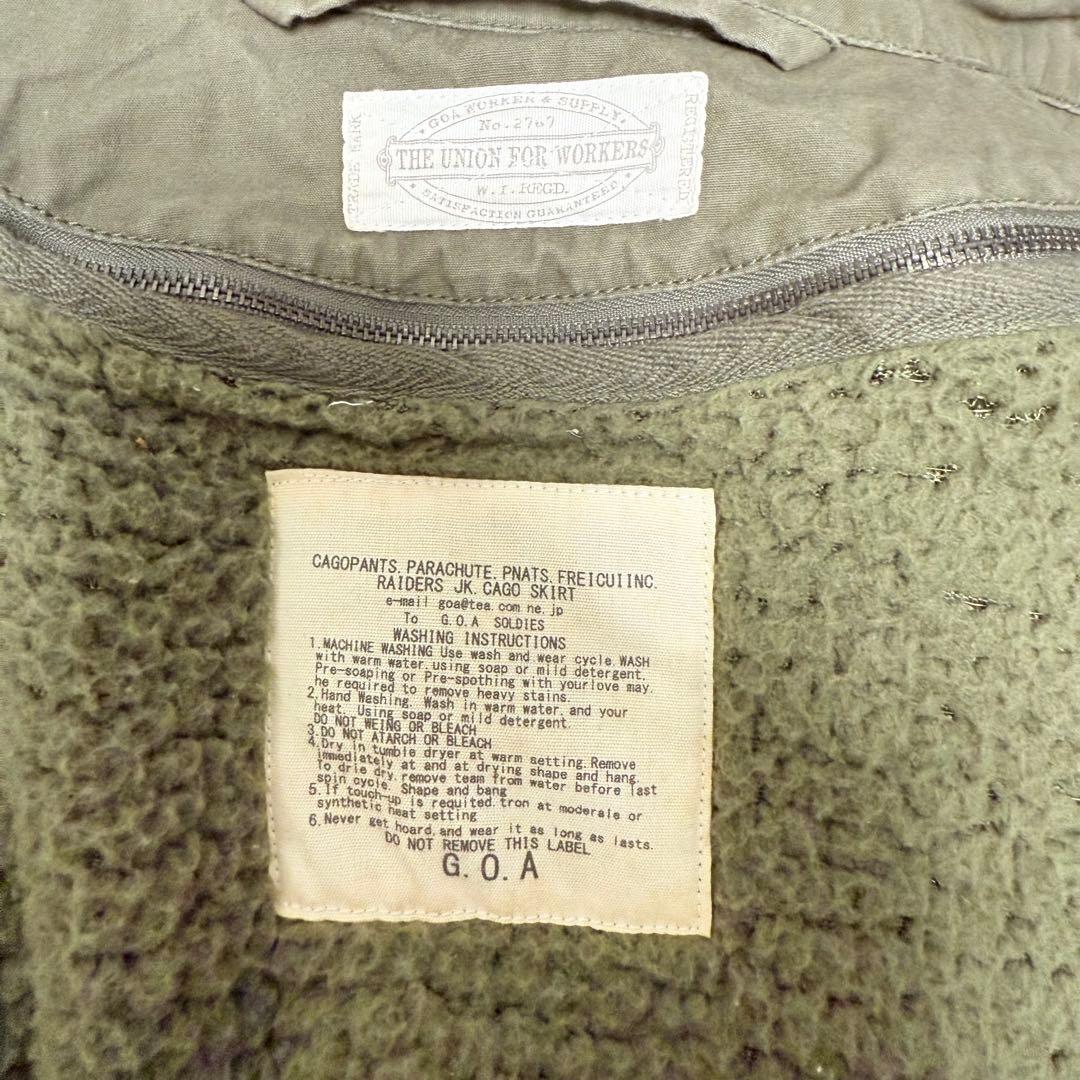 TRADE MARK
GOA WORKER & SUPPLY
No.2767
THE UNION FOR WORKERS
W.I.REGD.
SATISFACTION GUARANTEED
REGISTERED
CAGOPANTS. PARACHUTE. PNATS. FREICUIINC.
RAIDERS JK. CAGO SKIRT
e-mail goa@tea.com ne.jp
To G.O.A SOLDIES
WASHING INSTRUCTIONS
1.MACHINE WASHING Use wash and wear cycle. WASH
with warm water. using soap or mild detergent.
Pre-soaping or Pre-spothing with yourlove may.
he required to remove heavy stains.
2.Hand Washing. Wash in warm water. and your
heat. Using soap or mild detergent.
DO NOT WEING OR BLEACH
3.DO NOT ATARCH OR BLEACH
4.Dry in tumble dryer at warm setting. Remove
immediately at and at drying shape and hang.
To drie dry. remove team from water before last
spin cycle. Shape and bang
5.If touch-up is requited tron at moderale or
synthetic heat setting
6.Never get hoard. and wear it as long as lasts.
DO NOT REMOVE THIS LABEL
G.O.A